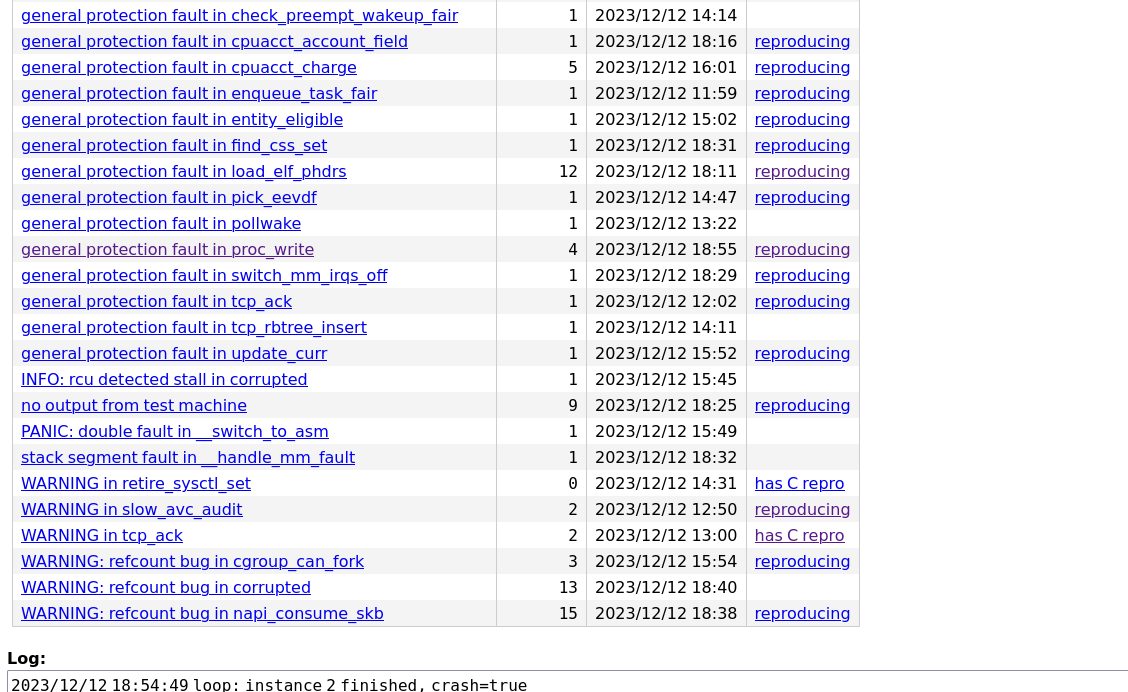 general protection fault in check_preempt_wakeup_fair 1 2023/12/12 14:14
general protection fault in cpuacct_account_field 1 2023/12/12 18:16 reproducing
general protection fault in cpuacct_charge 5 2023/12/12 16:01 reproducing
general protection fault in enqueue_task_fair 1 2023/12/12 11:59 reproducing
general protection fault in entity_eligible 1 2023/12/12 15:02 reproducing
general protection fault in find_css_set 1 2023/12/12 18:31 reproducing
general protection fault in load_elf_phdrs 12 2023/12/12 18:11 reproducing
general protection fault in pick_eevdf 1 2023/12/12 14:47 reproducing
general protection fault in pollwake 1 2023/12/12 13:22
general protection fault in proc_write 4 2023/12/12 18:55 reproducing
general protection fault in switch_mm_irqs_off 1 2023/12/12 18:29 reproducing
general protection fault in tcp_ack 1 2023/12/12 12:02 reproducing
general protection fault in tcp_rbtree_insert 1 2023/12/12 14:11
general protection fault in update_curr 1 2023/12/12 15:52 reproducing
INFO: rcu detected stall in corrupted 1 2023/12/12 15:45
no output from test machine 9 2023/12/12 18:25 reproducing
PANIC: double fault in __switch_to_asm 1 2023/12/12 15:49
stack segment fault in __handle_mm_fault 1 2023/12/12 18:32
WARNING in retire_sysctl_set 0 2023/12/12 14:31 has C repro
WARNING in slow_avc_audit 2 2023/12/12 12:50 reproducing
WARNING in tcp_ack 2 2023/12/12 13:00 has C repro
WARNING: refcount bug in cgroup_can_fork 3 2023/12/12 15:54 reproducing
WARNING: refcount bug in corrupted 13 2023/12/12 18:40
WARNING: refcount bug in napi_consume_skb 15 2023/12/12 18:38 reproducing
Log:
2023/12/12 18:54:49 loop: instance 2 finished, crash=true